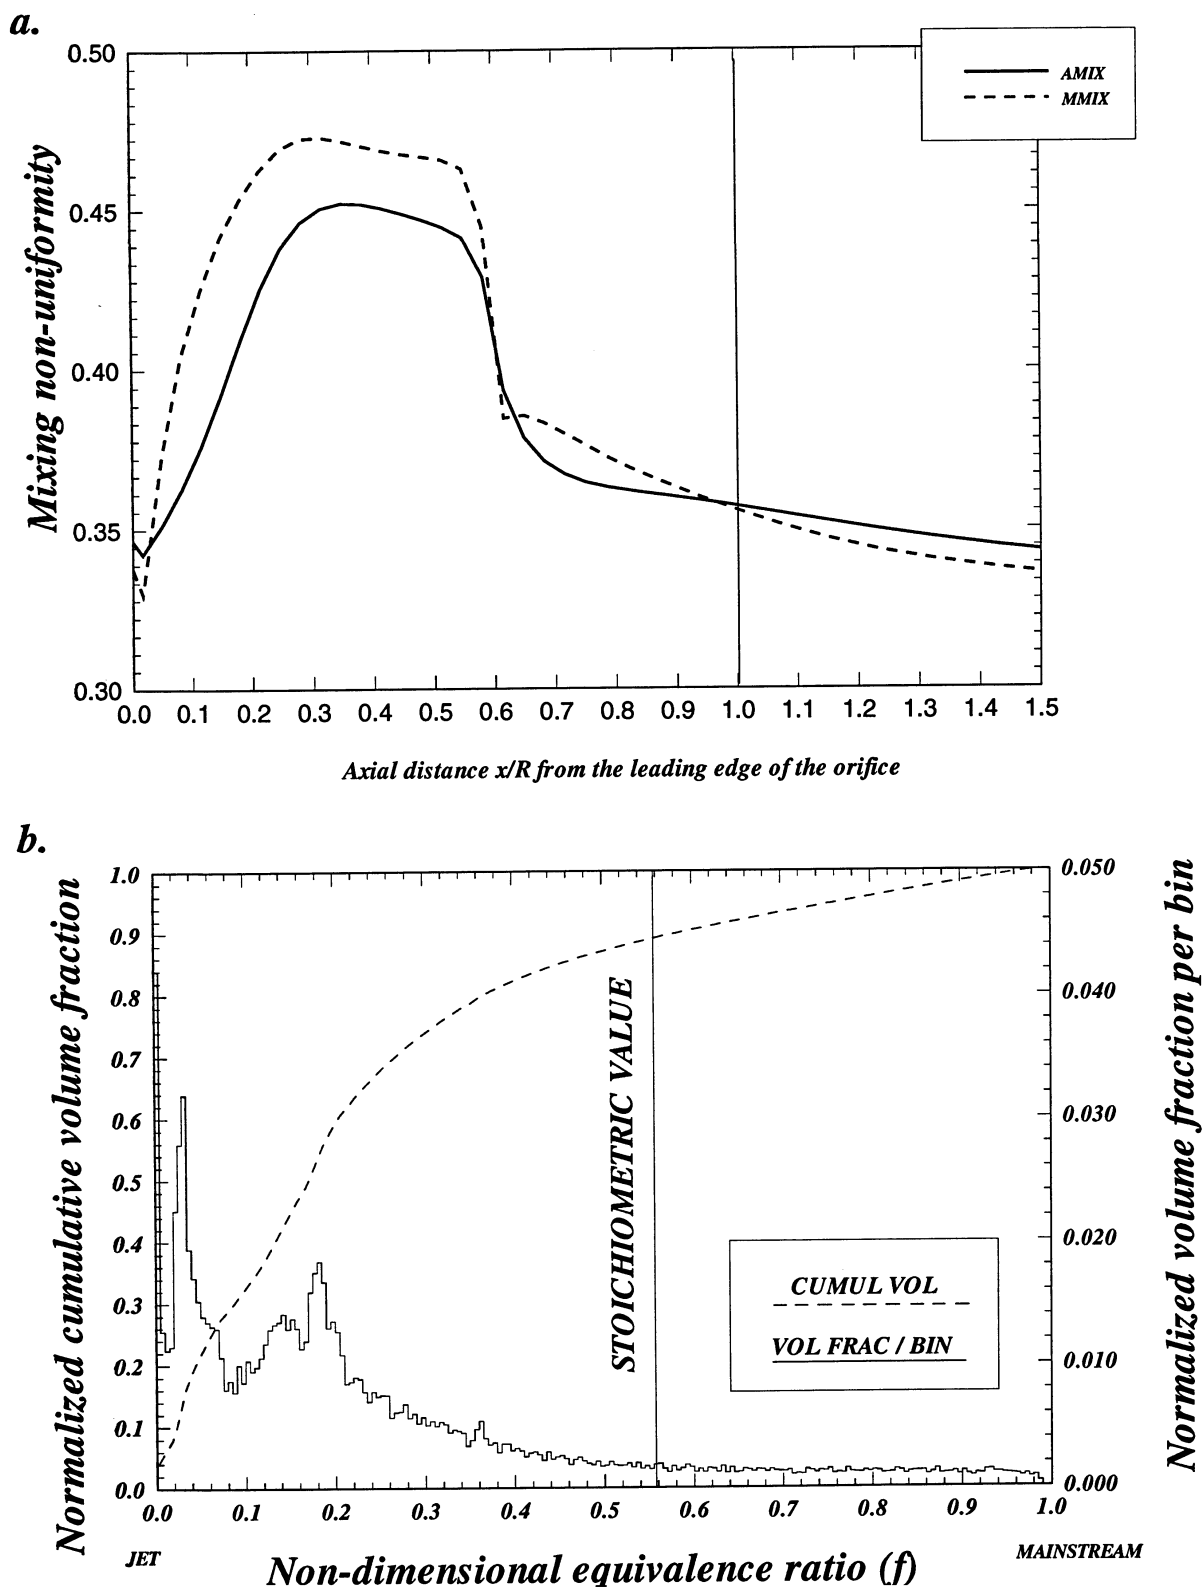 a.
0.50
AMIX
MMIX
Mixing non-uniformity
0.45
0.40
0.35
0.30
0.0 0.1 0.2 0.3 0.4 0.5 0.6 0.7 0.8 0.9 1.0 1.1 1.2 1.3 1.4 1.5
Axial distance x/R from the leading edge of the orifice
b.
Normalized cumulative volume fraction
1.0
0.9
0.8
0.7
0.6
0.5
0.4
0.3
0.2
0.1
0.0
STOICHIOMETRIC VALUE
CUMUL VOL
VOL FRAC / BIN
0.050
0.040
0.030
0.020
0.010
0.000
Normalized volume fraction per bin
0.0 0.1 0.2 0.3 0.4 0.5 0.6 0.7 0.8 0.9 1.0
JET
MAINSTREAM
Non-dimensional equivalence ratio (f)